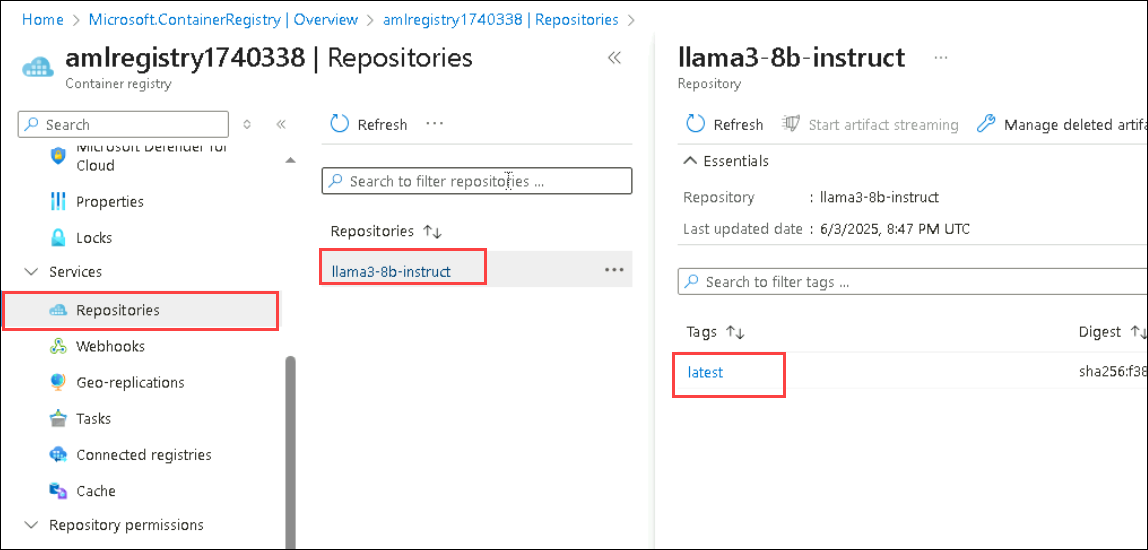 Home > Microsoft.ContainerRegistry | Overview > amlregistry1740338 | Repositories >
amlregistry1740338 | Repositories
Container registry
Search
Microsoft Defender for
Cloud
Properties
Locks
Services
Repositories
Webhooks
Geo-replications
Tasks
Connected registries
Cache
Repository permissions
Refresh
Search to filter repositories ...
Repositories
llama3-8b-instruct
llama3-8b-instruct
Repository
Refresh Start artifact streaming Manage deleted artifa
Essentials
Repository : llama3-8b-instruct
Last updated date : 6/3/2025, 8:47 PM UTC
Search to filter tags ...
Tags Digest
latest sha256:f38